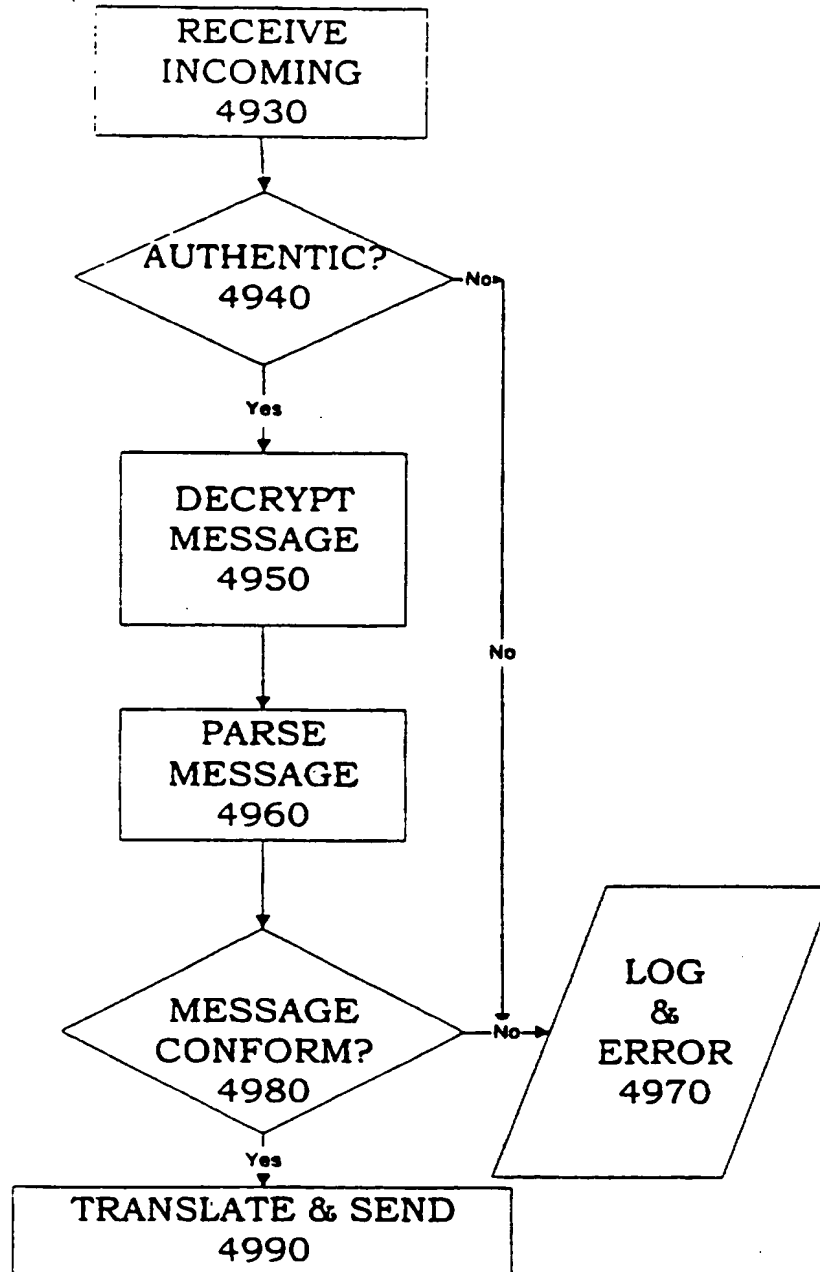 RECEIVE
INCOMING
4930
AUTHENTIC?
4940
No
Yes
DECRYPT
MESSAGE
4950
No
PARSE
MESSAGE
4960
MESSAGE
CONFORM?
4980
No
LOG
&
ERROR
4970
Yes
TRANSLATE & SEND
4990